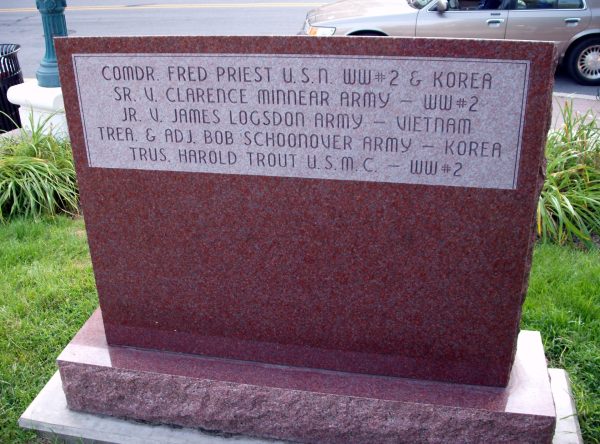 COMDR. FRED PRIEST U.S.N. WW#2 & KOREA
SR. V. CLARENCE MINNEAR ARMY – WW#2
JR. V. JAMES LOGSDON ARMY – VIETNAM
TREA. & ADJ. BOB SCHOONOVER ARMY – KOREA
TRUS. HAROLD TROUT U.S.M.C. – WW#2